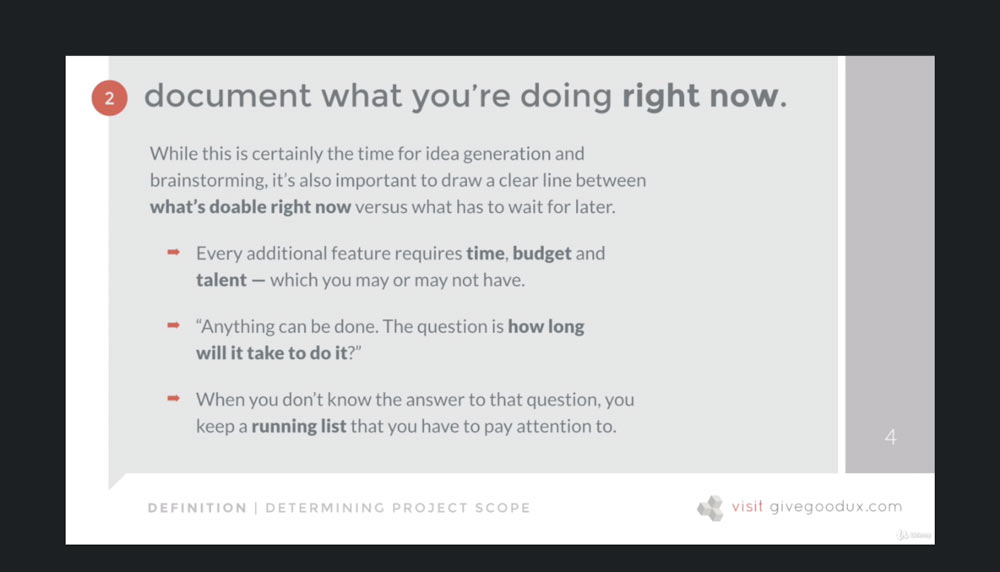 2
document what you're doing right now.
While this is certainly the time for idea generation and
brainstorming, it's also important to draw a clear line between
what's doable right now versus what has to wait for later.
Every additional feature requires time, budget and
talent — which you may or may not have.
“Anything can be done. The question is how long
will it take to do it?”
When you don't know the answer to that question, you
keep a running list that you have to pay attention to.
4
DEFINITION | DETERMINING PROJECT SCOPE
visit givegoodux.com
Udemy